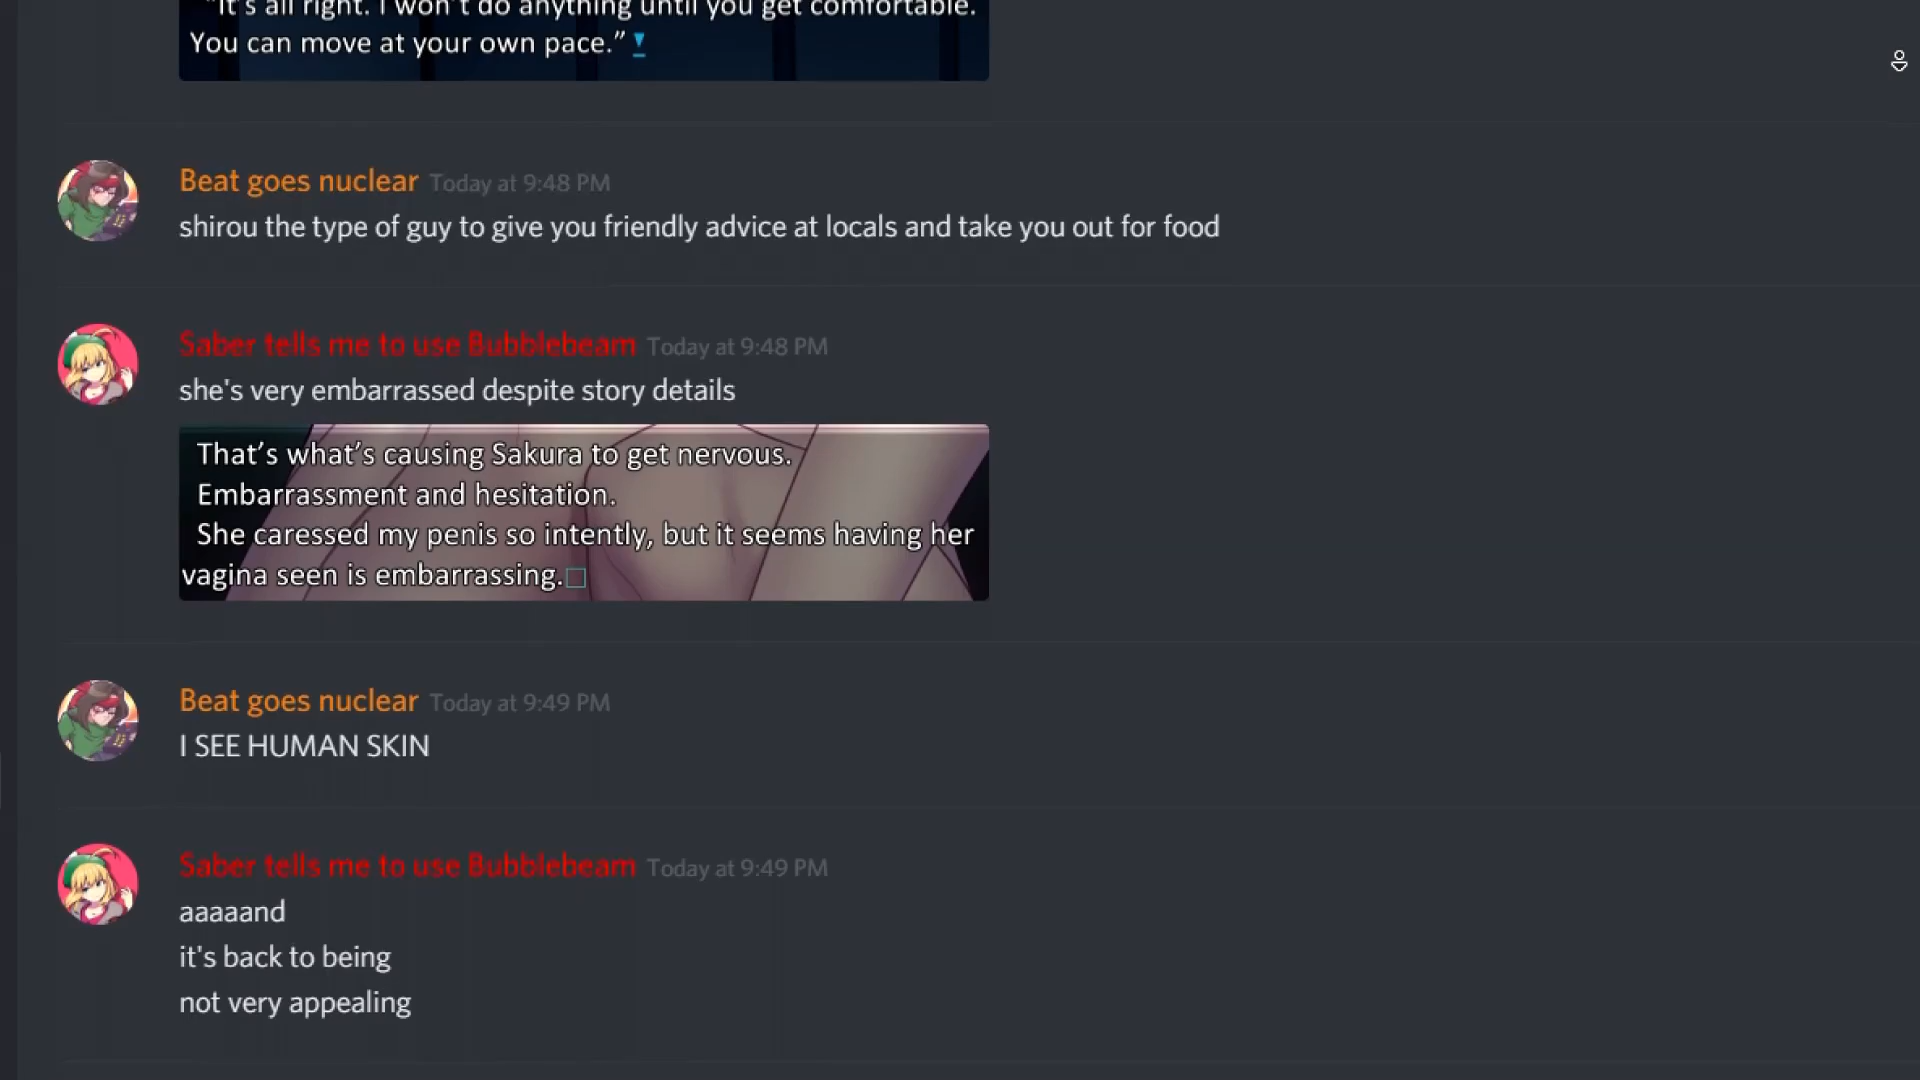 "It's all right. I won't do anything until you get comfortable.
You can move at your own pace."
Beat goes nuclear Today at 9:48 PM
shirou the type of guy to give you friendly advice at locals and take you out for food
Saber tells me to use Bubblebeam Today at 9:48 PM
she's very embarrassed despite story details
That's what's causing Sakura to get nervous.
Embarrassment and hesitation.
She caressed my penis so intently, but it seems having her
vagina seen is embarrassing.
Beat goes nuclear Today at 9:49 PM
I SEE HUMAN SKIN
Saber tells me to use Bubblebeam Today at 9:49 PM
aaaaand
it's back to being
not very appealing